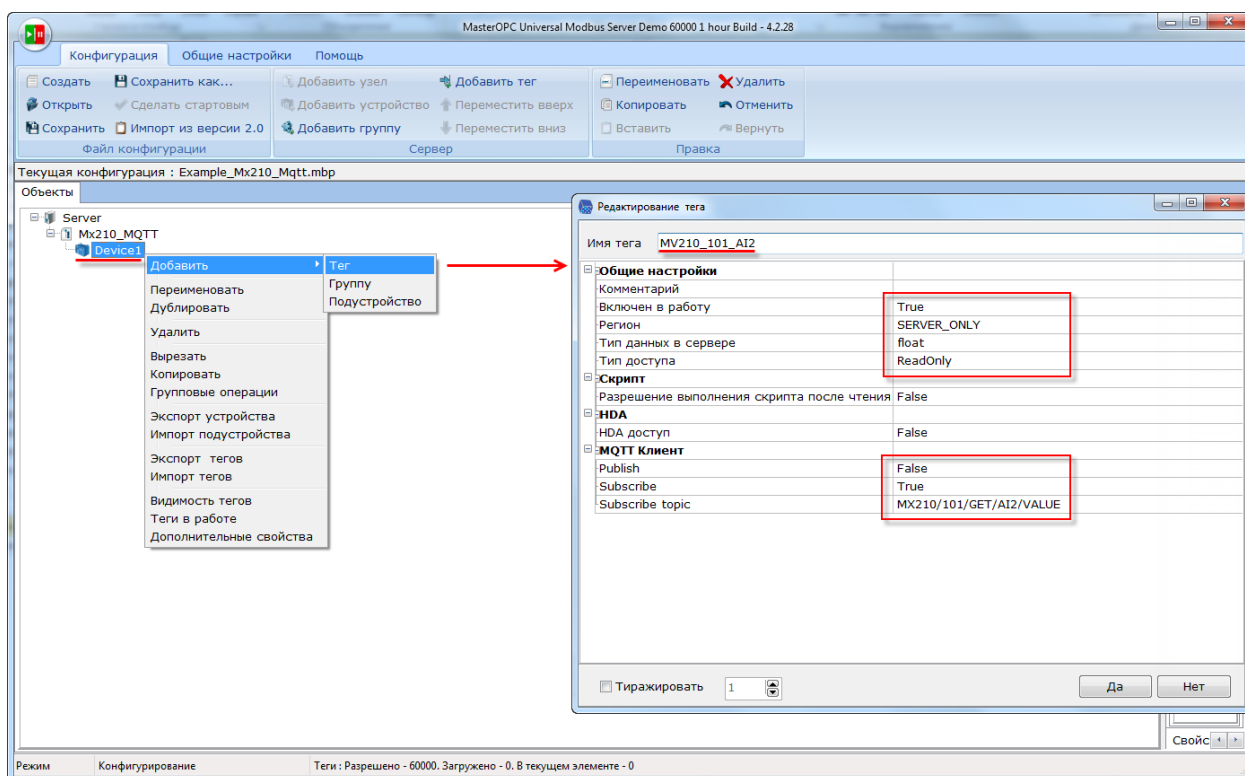 MasterOPC Universal Modbus Server Demo 60000 1 hour Build - 4.2.28
Конфигурация Общие настройки Помощь
Создать Сохранить как... Добавить узел Добавить тег Переименовать Удалить
Открыть Сделать стартовым Добавить устройство Переместить вверх Копировать Отменить
Сохранить Импорт из версии 2.0 Добавить группу Переместить вниз Вставить Вернуть
Файл конфигурации Сервер Правка
Текущая конфигурация : Example_Mx210_Mqtt.mbp
Объекты
Server
Mx210_MQTT
Device1
Добавить
Переименовать
Дублировать
Удалить
Вырезать
Копировать
Групповые операции
Экспорт устройства
Импорт подустройства
Экспорт тегов
Импорт тегов
Видимость тегов
Теги в работе
Дополнительные свойства
Тег
Группу
Подустройство
Редактирование тега
Имя тега MV210_101_AI2
Общие настройки
Комментарий
Включен в работу True
Регион SERVER_ONLY
Тип данных в сервере float
Тип доступа ReadOnly
Скрипт
Разрешение выполнения скрипта после чтения False
HDA
HDA доступ False
MQTT Клиент
Publish False
Subscribe True
Subscribe topic MX210/101/GET/AI2/VALUE
Тиражировать 1 Да Нет
Свойс
Режим Конфигурирование Теги : Разрешено - 60000. Загружено - 0. В текущем элементе - 0